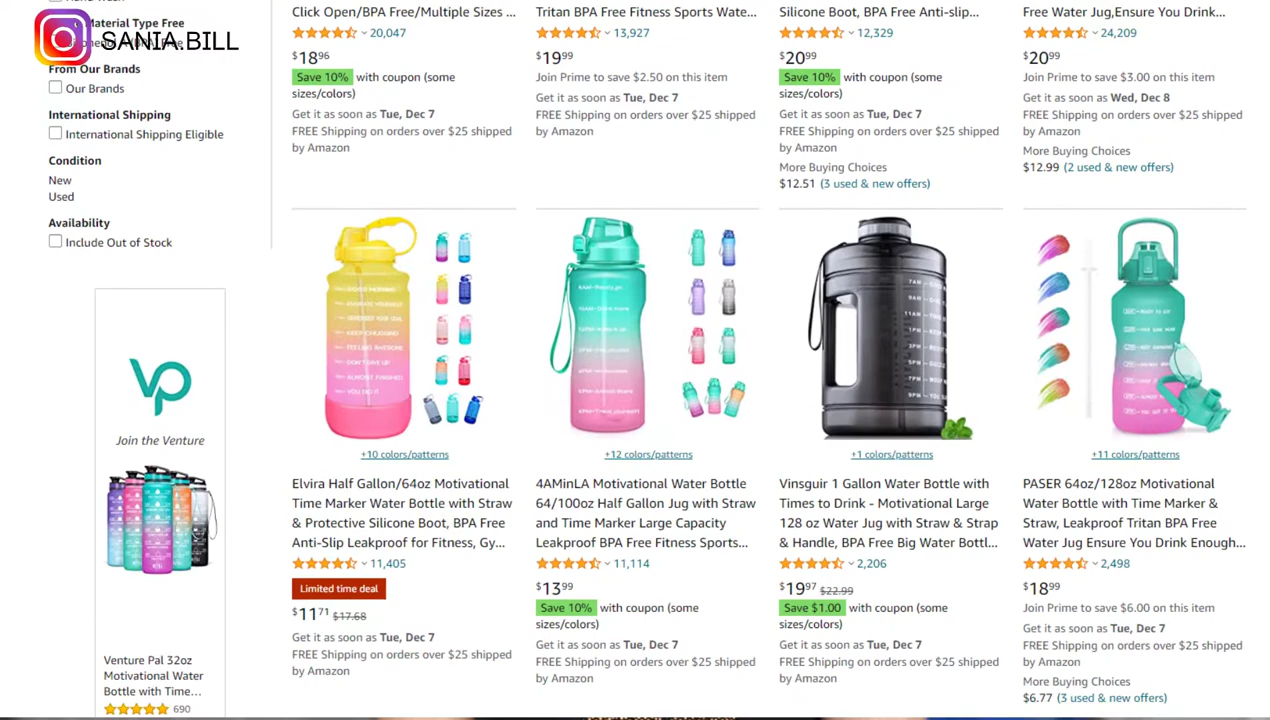 SANIA.BILL
Material Type Free
From Our Brands
Our Brands
International Shipping
International Shipping Eligible
Condition
New
Used
Availability
Include Out of Stock
VP
Join the Venture
Venture Pal 32oz
Motivational Water
Bottle with Time...
690
Click Open/BPA Free/Multiple Sizes ...
20,047
$18.96
Save 10% with coupon (some
sizes/colors)
Get it as soon as Tue, Dec 7
FREE Shipping on orders over $25 shipped
by Amazon
Tritan BPA Free Fitness Sports Wate...
13,927
$19.99
Join Prime to save $2.50 on this item
Get it as soon as Tue, Dec 7
FREE Shipping on orders over $25 shipped
by Amazon
Silicone Boot, BPA Free Anti-slip...
12,329
$20.99
Save 10% with coupon (some
sizes/colors)
Get it as soon as Tue, Dec 7
FREE Shipping on orders over $25 shipped
by Amazon
More Buying Choices
$12.51 (3 used & new offers)
Free Water Jug,Ensure You Drink...
24,209
$20.99
Join Prime to save $3.00 on this item
Get it as soon as Wed, Dec 8
FREE Shipping on orders over $25 shipped
by Amazon
More Buying Choices
$12.99 (2 used & new offers)
+10 colors/patterns
Elvira Half Gallon/64oz Motivational
Time Marker Water Bottle with Straw
& Protective Silicone Boot, BPA Free
Anti-Slip Leakproof for Fitness, Gy...
11,405
Limited time deal
$11.71 $17.68
Get it as soon as Tue, Dec 7
FREE Shipping on orders over $25 shipped
by Amazon
+12 colors/patterns
4AMinLA Motivational Water Bottle
64/100oz Half Gallon Jug with Straw
and Time Marker Large Capacity
Leakproof BPA Free Fitness Sports...
11,114
$13.99
Save 10% with coupon (some
sizes/colors)
Get it as soon as Tue, Dec 7
FREE Shipping on orders over $25 shipped
by Amazon
7AM
9AM
11AM
1PM
3PM
5PM
7PM
9PM
+1 colors/patterns
Vinsguir 1 Gallon Water Bottle with
Times to Drink - Motivational Large
128 oz Water Jug with Straw & Strap
& Handle, BPA Free Big Water Bottl...
2,206
$19.97 $22.99
Save $1.00 with coupon (some
sizes/colors)
Get it as soon as Tue, Dec 7
FREE Shipping on orders over $25 shipped
by Amazon
+11 colors/patterns
PASER 64oz/128oz Motivational
Water Bottle with Time Marker &
Straw, Leakproof Tritan BPA Free
Water Jug Ensure You Drink Enough...
2,498
$18.99
Join Prime to save $6.00 on this item
Get it as soon as Tue, Dec 7
FREE Shipping on orders over $25 shipped
by Amazon
More Buying Choices
$6.77 (3 used & new offers)